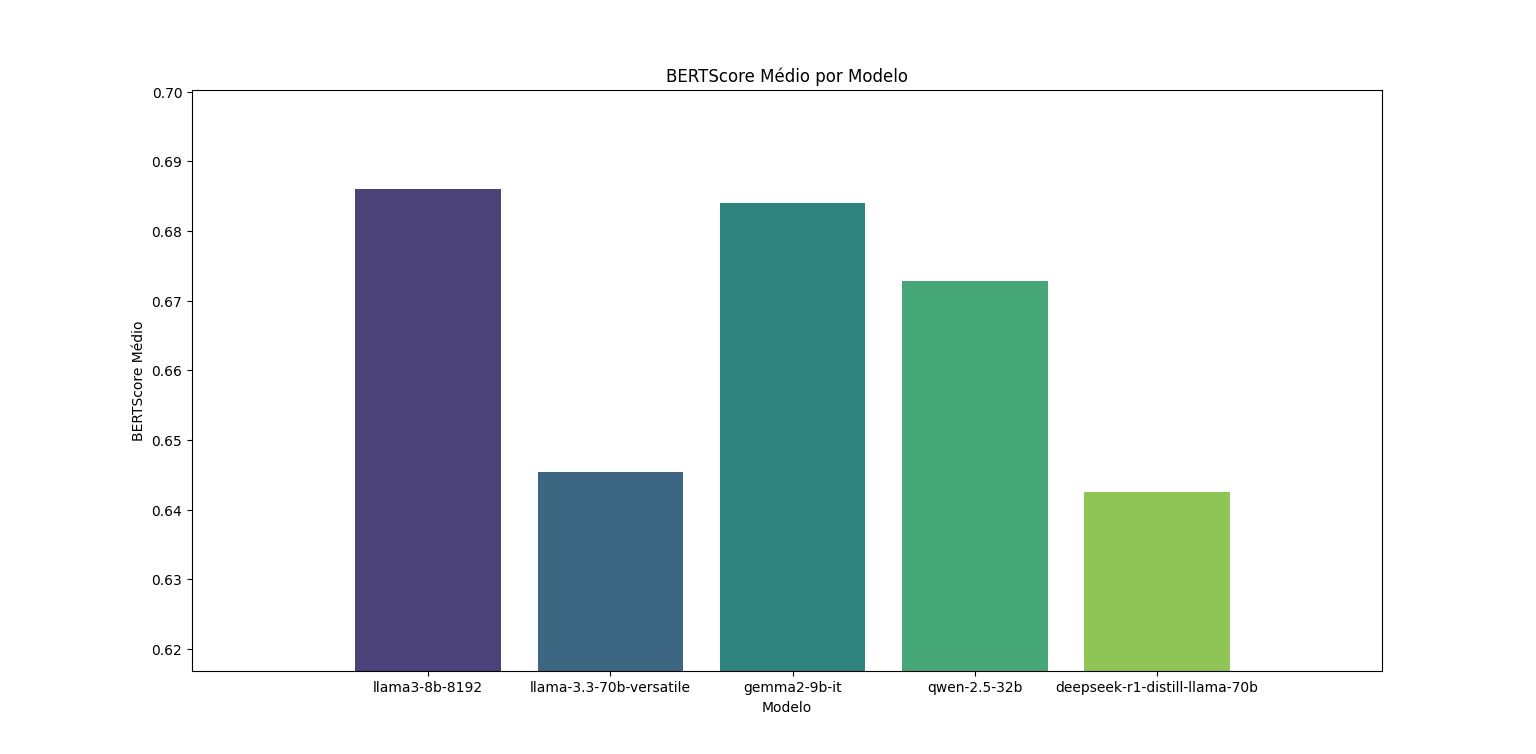 BERTScore Médio por Modelo
0.70
0.69
0.68
0.67
0.66
0.65
0.64
0.63
0.62
BERTScore Médio
llama3-8b-8192
llama-3.3-70b-versatile
gemma2-9b-it
qwen-2.5-32b
deepseek-r1-distill-llama-70b
Modelo